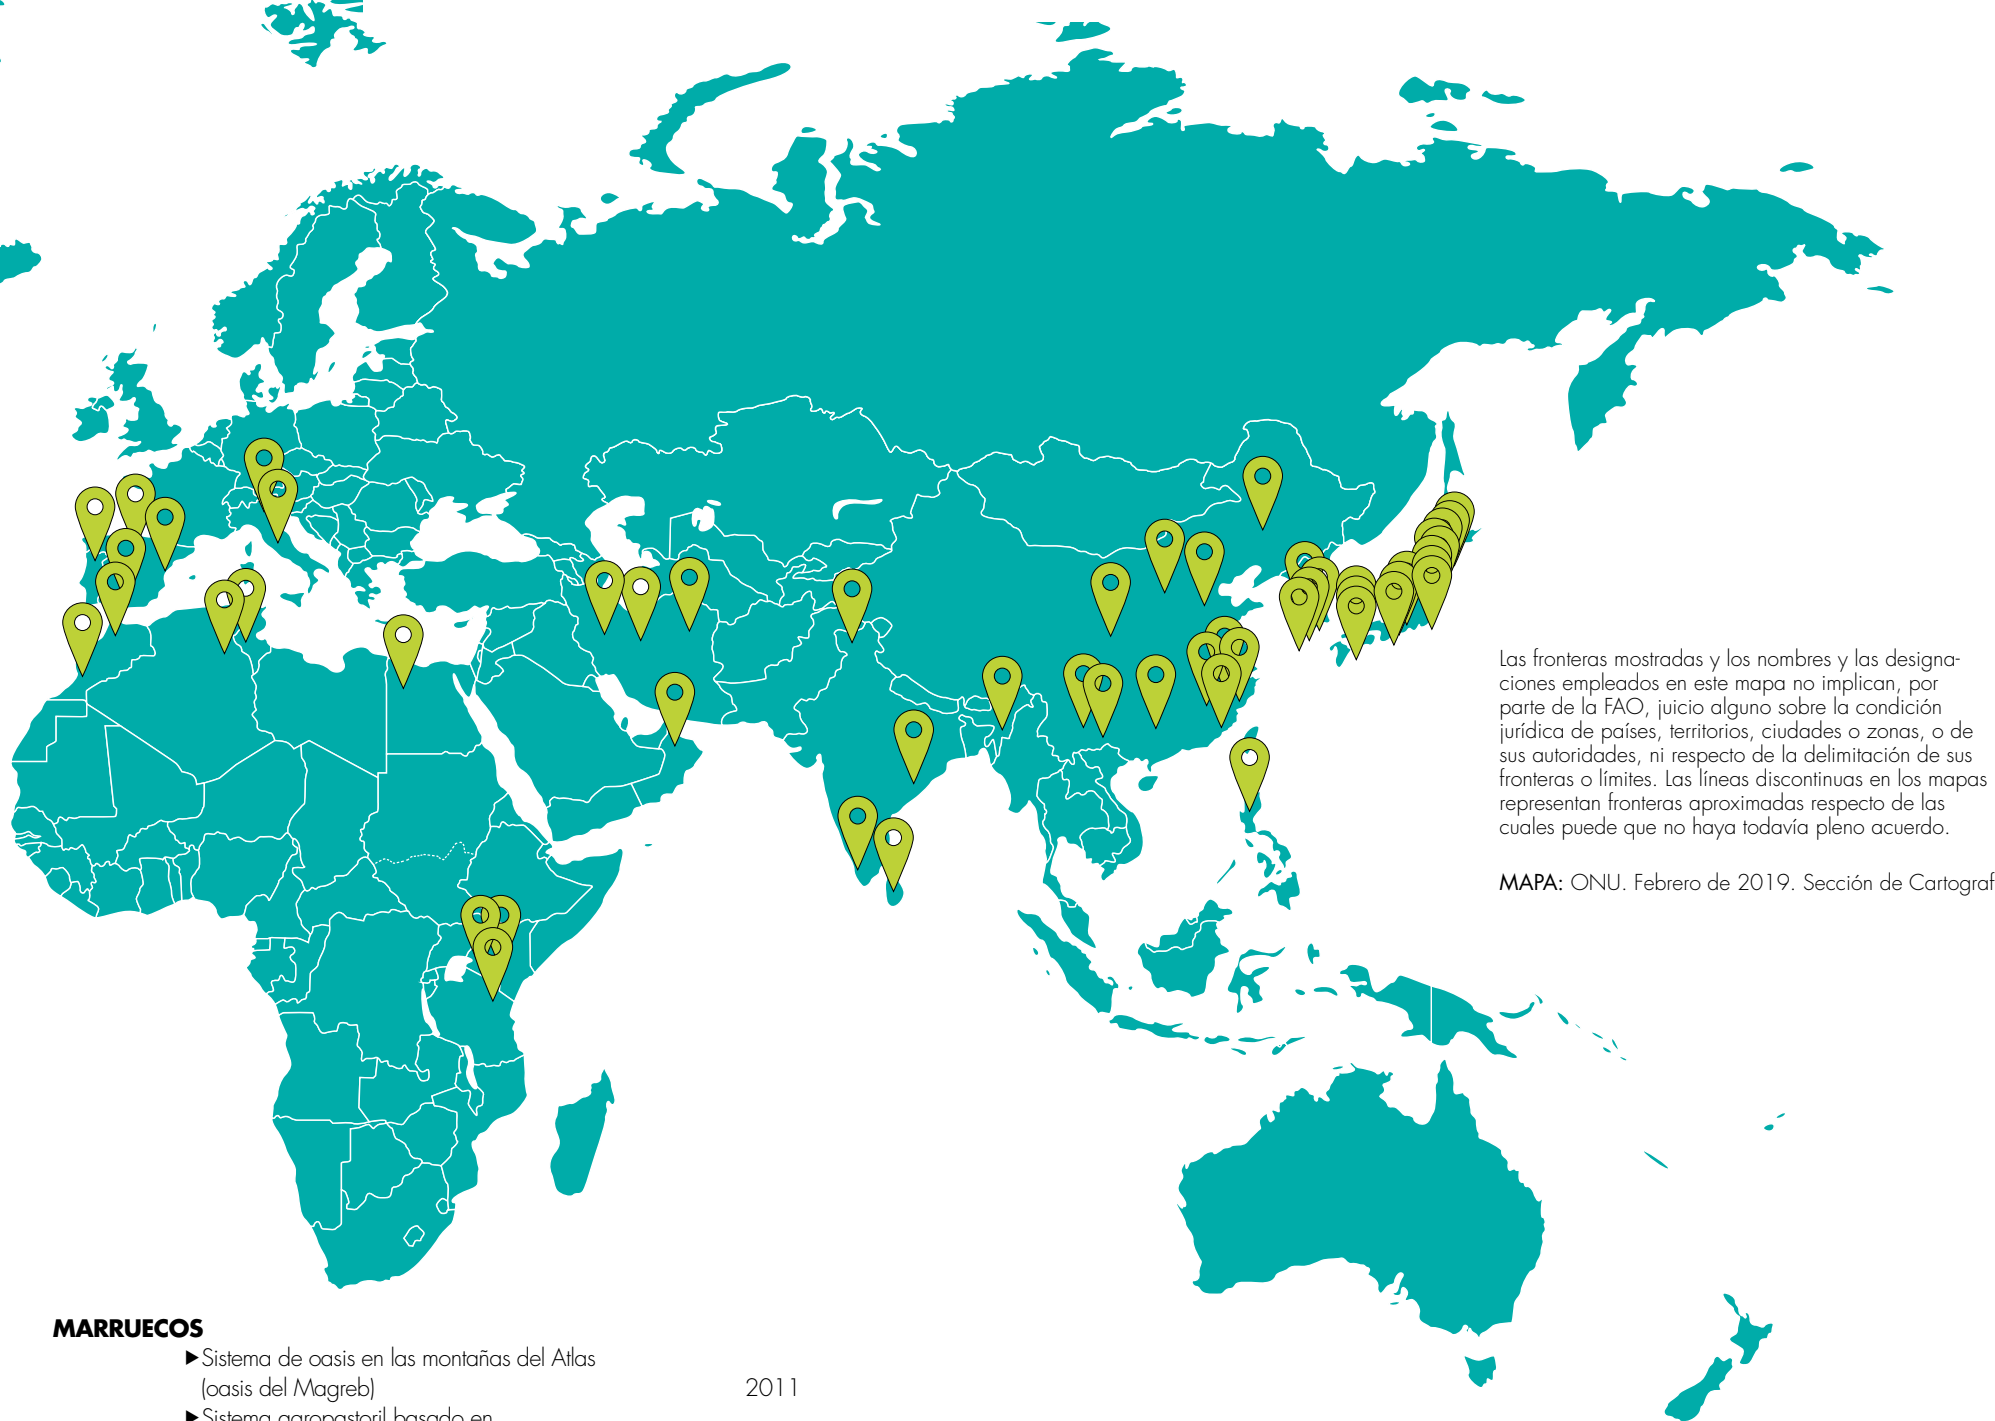 Las fronteras mostradas y los nombres y las designa-
ciones empleados en este mapa no implican, por
parte de la FAO, juicio alguno sobre la condición
jurídica de países, territorios, ciudades o zonas, o de
sus autoridades, ni respecto de la delimitación de sus
fronteras o límites. Las líneas discontinuas en los mapas
representan fronteras aproximadas respecto de las
cuales puede que no haya todavía pleno acuerdo.
MAPA: ONU. Febrero de 2019. Sección de Cartograf
MARRUECOS
▶Sistema de oasis en las montañas del Atlas
(oasis del Magreb) 2011
▶Sistema agropastoril basado en